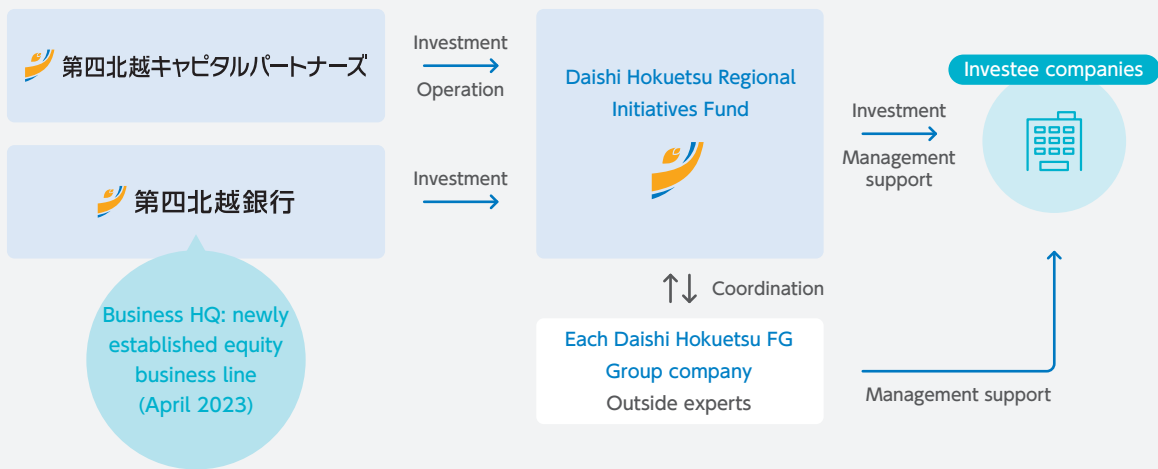 第四北越キャピタルパートナーズ
Investment
Operation
Daishi Hokuetsu Regional
Initiatives Fund
Investee companies
Investment
Management
support
第四北越銀行
Investment
Business HQ: newly
established equity
business line
(April 2023)
Coordination
Each Daishi Hokuetsu FG
Group company
Outside experts
Management support